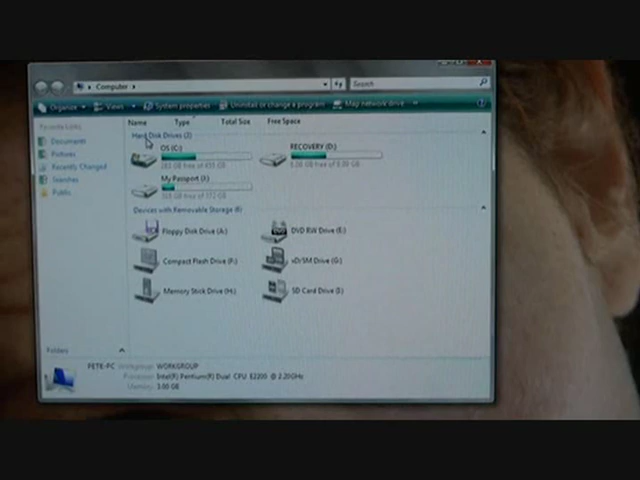 Computer
Search
Organize Views System properties Uninstall or change a program Map network drive
Favorite Links
Name Type Total Size Free Space
Documents
Pictures
Recently Changed
Searches
Public
Hard Disk Drives (3)
OS (C:)
RECOVERY (D:)
My Passport (J:)
Devices with Removable Storage (6)
Floppy Disk Drive (A:)
DVD RW Drive (E:)
Compact Flash Drive (F:)
xD/SM Drive (G:)
Memory Stick Drive (H:)
SD Card Drive (I:)
Folders
PETE-PC Workgroup: WORKGROUP
Processor: Intel(R) Pentium(R) Dual CPU E2200 @ 2.20GHz
Memory: 3.00 GB